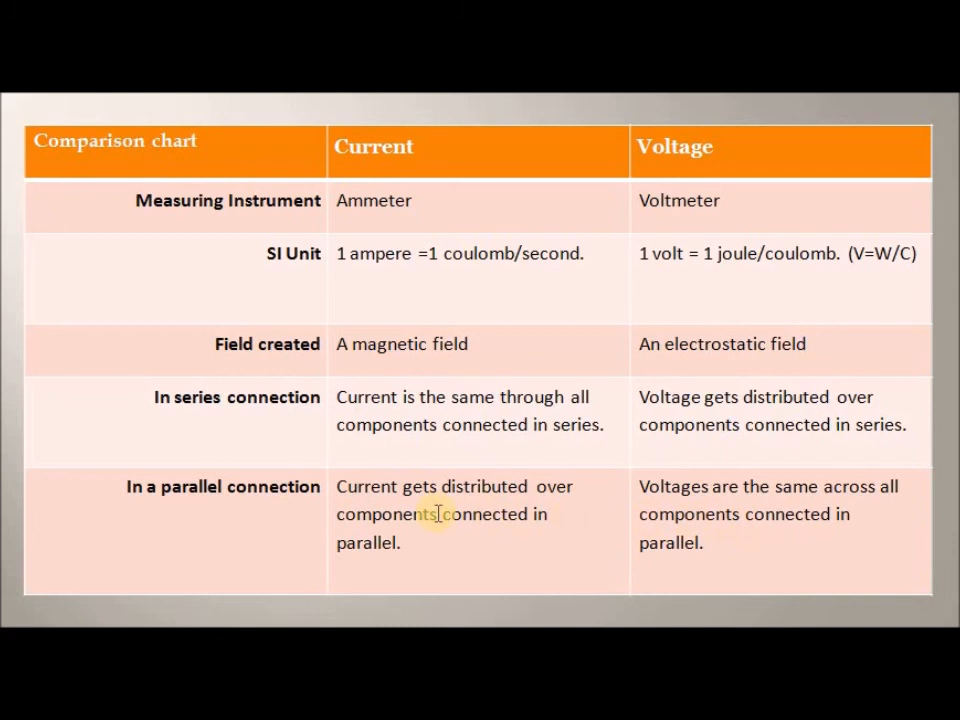 Comparison chart
Current
Voltage
Measuring Instrument
Ammeter
Voltmeter
SI Unit
1 ampere =1 coulomb/second.
1 volt = 1 joule/coulomb. (V=W/C)
Field created
A magnetic field
An electrostatic field
In series connection
Current is the same through all
components connected in series.
Voltage gets distributed over
components connected in series.
In a parallel connection
Current gets distributed over
components connected in
parallel.
Voltages are the same across all
components connected in
parallel.